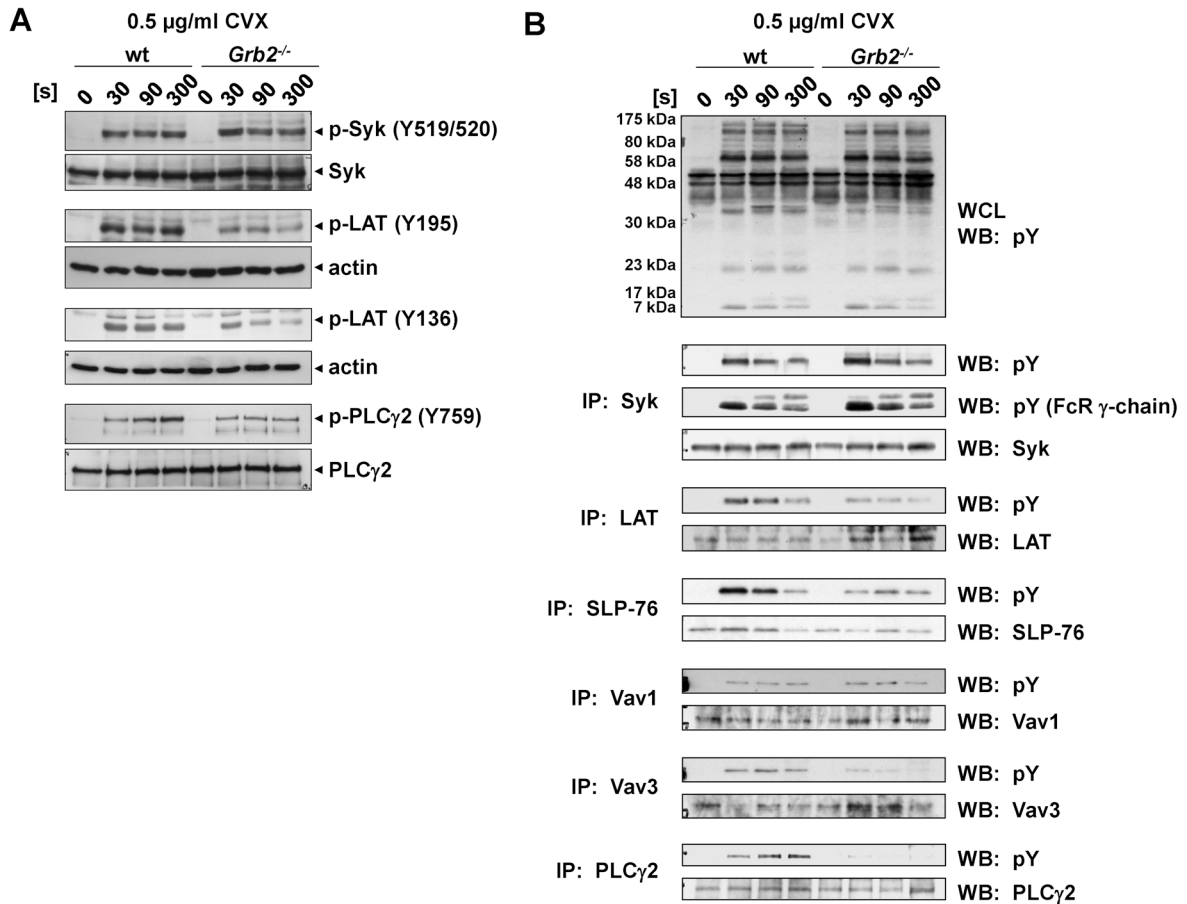 A
0.5 µg/ml CVX
wt Grb2-/-
[s] 0 30 90 300 0 30 90 300
p-Syk (Y519/520)
Syk
p-LAT (Y195)
actin
p-LAT (Y136)
actin
p-PLCγ2 (Y759)
PLCγ2
B
0.5 µg/ml CVX
wt Grb2-/-
[s] 0 30 90 300 0 30 90 300
175 kDa
80 kDa
58 kDa
48 kDa
30 kDa
23 kDa
17 kDa
7 kDa
WCL
WB: pY
WB: pY
IP: Syk WB: pY (FcR γ-chain)
WB: Syk
IP: LAT WB: pY
WB: LAT
IP: SLP-76 WB: pY
WB: SLP-76
IP: Vav1 WB: pY
WB: Vav1
IP: Vav3 WB: pY
WB: Vav3
IP: PLCγ2 WB: pY
WB: PLCγ2